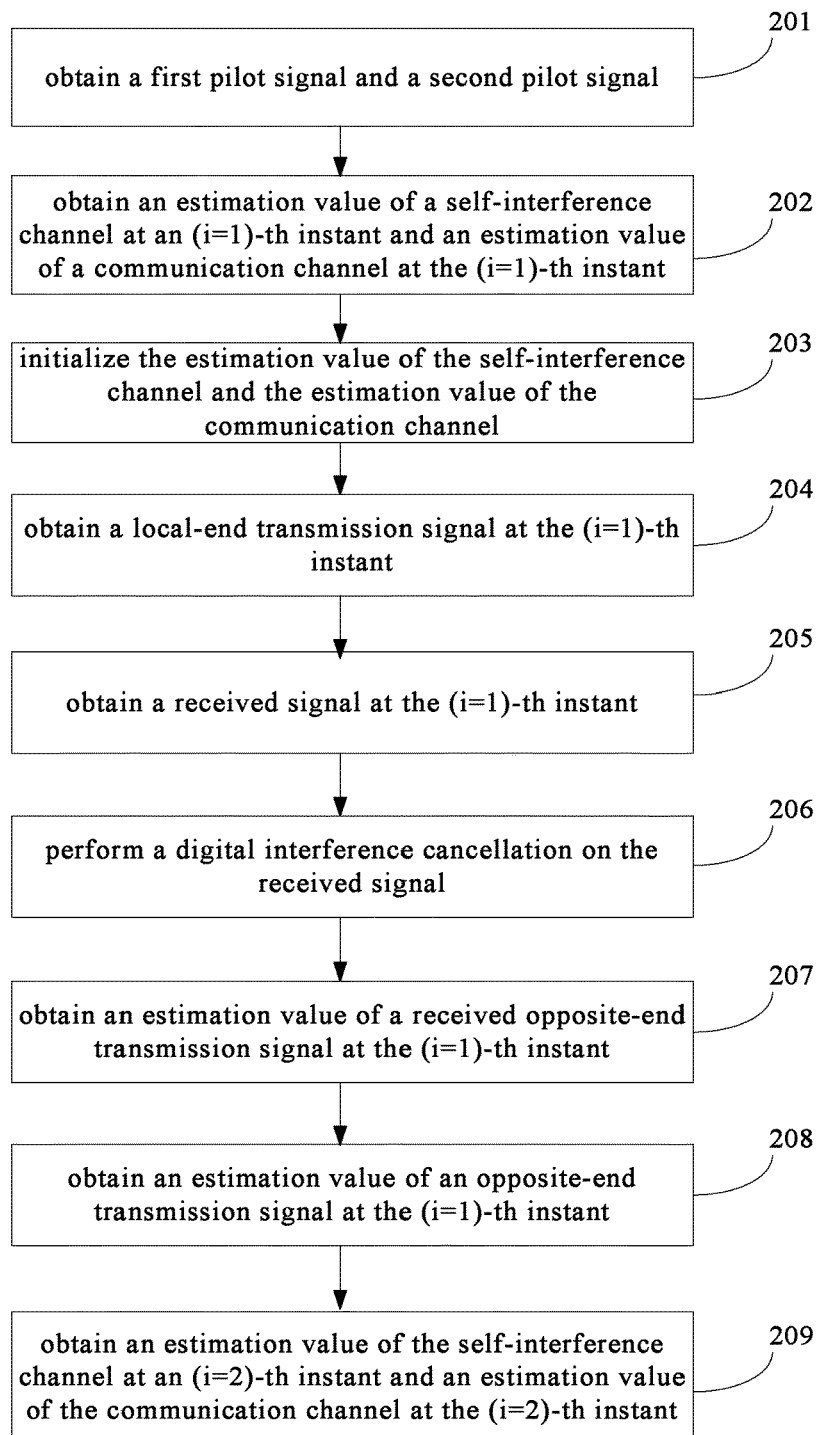 201
obtain a first pilot signal and a second pilot signal
202
obtain an estimation value of a self-interference
channel at an (i=1)-th instant and an estimation value
of a communication channel at the (i=1)-th instant
203
initialize the estimation value of the self-interference
channel and the estimation value of the
communication channel
204
obtain a local-end transmission signal at the (i=1)-th
instant
205
obtain a received signal at the (i=1)-th instant
206
perform a digital interference cancellation on the
received signal
207
obtain an estimation value of a received opposite-end
transmission signal at the (i=1)-th instant
208
obtain an estimation value of an opposite-end
transmission signal at the (i=1)-th instant
209
obtain an estimation value of the self-interference
channel at an (i=2)-th instant and an estimation value
of the communication channel at the (i=2)-th instant